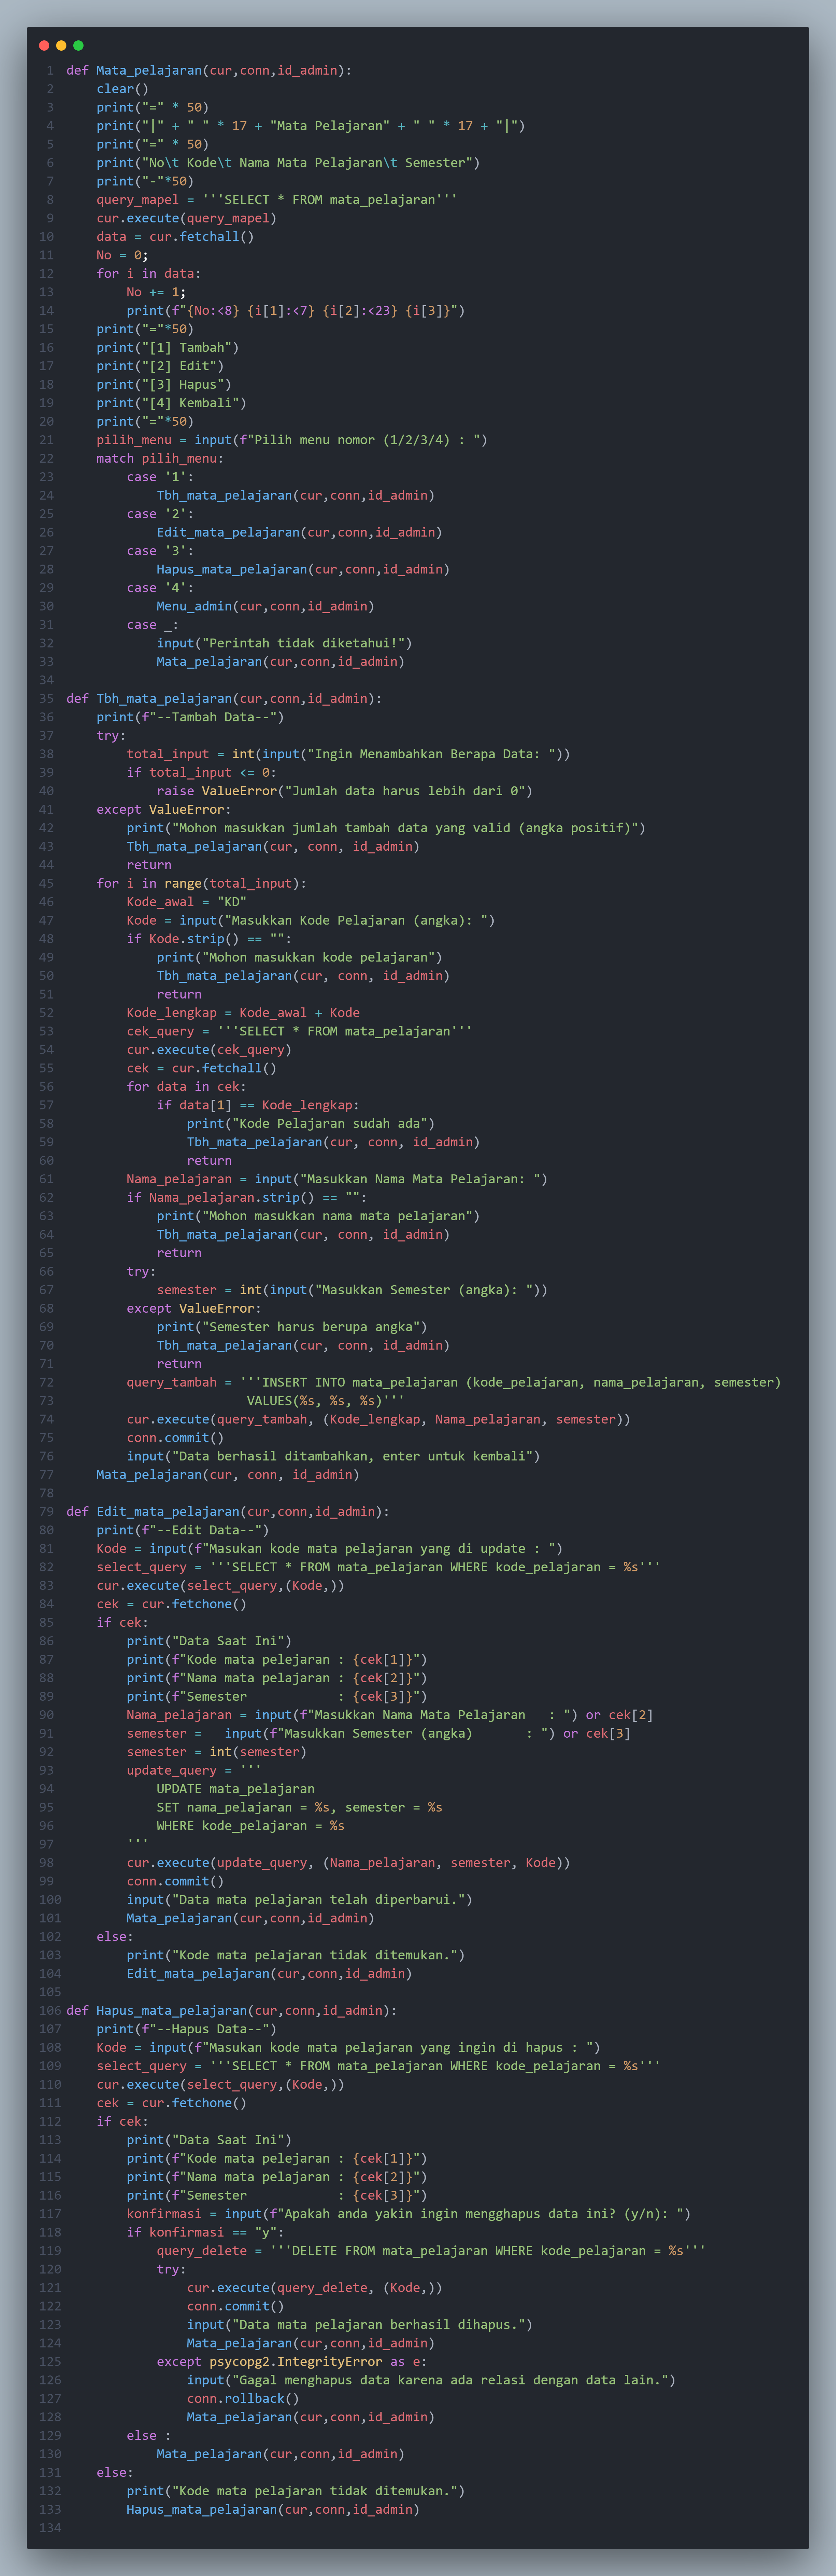 1 def Mata_pelajaran(cur,conn,id_admin):
2     clear()
3     print("=" * 50)
4     print("|" + " " * 17 + "Mata Pelajaran" + " " * 17 + "|")
5     print("=" * 50)
6     print("No\t Kode\t Nama Mata Pelajaran\t Semester")
7     print("-"*50)
8     query_mapel = '''SELECT * FROM mata_pelajaran'''
9     cur.execute(query_mapel)
10     data = cur.fetchall()
11     No = 0;
12     for i in data:
13         No += 1;
14         print(f"{No:<8} {i[1]:<7} {i[2]:<23} {i[3]}")
15     print("="*50)
16     print("[1] Tambah")
17     print("[2] Edit")
18     print("[3] Hapus")
19     print("[4] Kembali")
20     print("="*50)
21     pilih_menu = input(f"Pilih menu nomor (1/2/3/4) : ")
22     match pilih_menu:
23         case '1':
24             Tbh_mata_pelajaran(cur,conn,id_admin)
25         case '2':
26             Edit_mata_pelajaran(cur,conn,id_admin)
27         case '3':
28             Hapus_mata_pelajaran(cur,conn,id_admin)
29         case '4':
30             Menu_admin(cur,conn,id_admin)
31         case _:
32             input("Perintah tidak diketahui!")
33             Mata_pelajaran(cur,conn,id_admin)
34
35 def Tbh_mata_pelajaran(cur,conn,id_admin):
36     print(f"--Tambah Data--")
37     try:
38         total_input = int(input("Ingin Menambahkan Berapa Data: "))
39         if total_input <= 0:
40             raise ValueError("Jumlah data harus lebih dari 0")
41     except ValueError:
42         print("Mohon masukkan jumlah tambah data yang valid (angka positif)")
43         Tbh_mata_pelajaran(cur, conn, id_admin)
44         return
45     for i in range(total_input):
46         Kode_awal = "KD"
47         Kode = input("Masukkan Kode Pelajaran (angka): ")
48         if Kode.strip() == "":
49             print("Mohon masukkan kode pelajaran")
50             Tbh_mata_pelajaran(cur, conn, id_admin)
51             return
52         Kode_lengkap = Kode_awal + Kode
53         cek_query = '''SELECT * FROM mata_pelajaran'''
54         cur.execute(cek_query)
55         cek = cur.fetchall()
56         for data in cek:
57             if data[1] == Kode_lengkap:
58                 print("Kode Pelajaran sudah ada")
59                 Tbh_mata_pelajaran(cur, conn, id_admin)
60                 return
61         Nama_pelajaran = input("Masukkan Nama Mata Pelajaran: ")
62         if Nama_pelajaran.strip() == "":
63             print("Mohon masukkan nama mata pelajaran")
64             Tbh_mata_pelajaran(cur, conn, id_admin)
65             return
66         try:
67             semester = int(input("Masukkan Semester (angka): "))
68         except ValueError:
69             print("Semester harus berupa angka")
70             Tbh_mata_pelajaran(cur, conn, id_admin)
71             return
72         query_tambah = '''INSERT INTO mata_pelajaran (kode_pelajaran, nama_pelajaran, semester)
73                         VALUES(%s, %s, %s)'''
74         cur.execute(query_tambah, (Kode_lengkap, Nama_pelajaran, semester))
75         conn.commit()
76         input("Data berhasil ditambahkan, enter untuk kembali")
77     Mata_pelajaran(cur, conn, id_admin)
78
79 def Edit_mata_pelajaran(cur,conn,id_admin):
80     print(f"--Edit Data--")
81     Kode = input(f"Masukan kode mata pelajaran yang di update : ")
82     select_query = '''SELECT * FROM mata_pelajaran WHERE kode_pelajaran = %s'''
83     cur.execute(select_query,(Kode,))
84     cek = cur.fetchone()
85     if cek:
86         print("Data Saat Ini")
87         print(f"Kode mata pelejaran : {cek[1]}")
88         print(f"Nama mata pelajaran : {cek[2]}")
89         print(f"Semester            : {cek[3]}")
90         Nama_pelajaran = input(f"Masukkan Nama Mata Pelajaran   : ") or cek[2]
91         semester =   input(f"Masukkan Semester (angka)       : ") or cek[3]
92         semester = int(semester)
93         update_query = '''
94             UPDATE mata_pelajaran
95             SET nama_pelajaran = %s, semester = %s
96             WHERE kode_pelajaran = %s
97         '''
98         cur.execute(update_query, (Nama_pelajaran, semester, Kode))
99         conn.commit()
100         input("Data mata pelajaran telah diperbarui.")
101         Mata_pelajaran(cur,conn,id_admin)
102     else:
103         print("Kode mata pelajaran tidak ditemukan.")
104         Edit_mata_pelajaran(cur,conn,id_admin)
105
106 def Hapus_mata_pelajaran(cur,conn,id_admin):
107     print(f"--Hapus Data--")
108     Kode = input(f"Masukan kode mata pelajaran yang ingin di hapus : ")
109     select_query = '''SELECT * FROM mata_pelajaran WHERE kode_pelajaran = %s'''
110     cur.execute(select_query,(Kode,))
111     cek = cur.fetchone()
112     if cek:
113         print("Data Saat Ini")
114         print(f"Kode mata pelejaran : {cek[1]}")
115         print(f"Nama mata pelajaran : {cek[2]}")
116         print(f"Semester            : {cek[3]}")
117         konfirmasi = input(f"Apakah anda yakin ingin mengghapus data ini? (y/n): ")
118         if konfirmasi == "y":
119             query_delete = '''DELETE FROM mata_pelajaran WHERE kode_pelajaran = %s'''
120             try:
121                 cur.execute(query_delete, (Kode,))
122                 conn.commit()
123                 input("Data mata pelajaran berhasil dihapus.")
124                 Mata_pelajaran(cur,conn,id_admin)
125             except psycopg2.IntegrityError as e:
126                 input("Gagal menghapus data karena ada relasi dengan data lain.")
127                 conn.rollback()
128                 Mata_pelajaran(cur,conn,id_admin)
129         else :
130             Mata_pelajaran(cur,conn,id_admin)
131     else:
132         print("Kode mata pelajaran tidak ditemukan.")
133         Hapus_mata_pelajaran(cur,conn,id_admin)
134